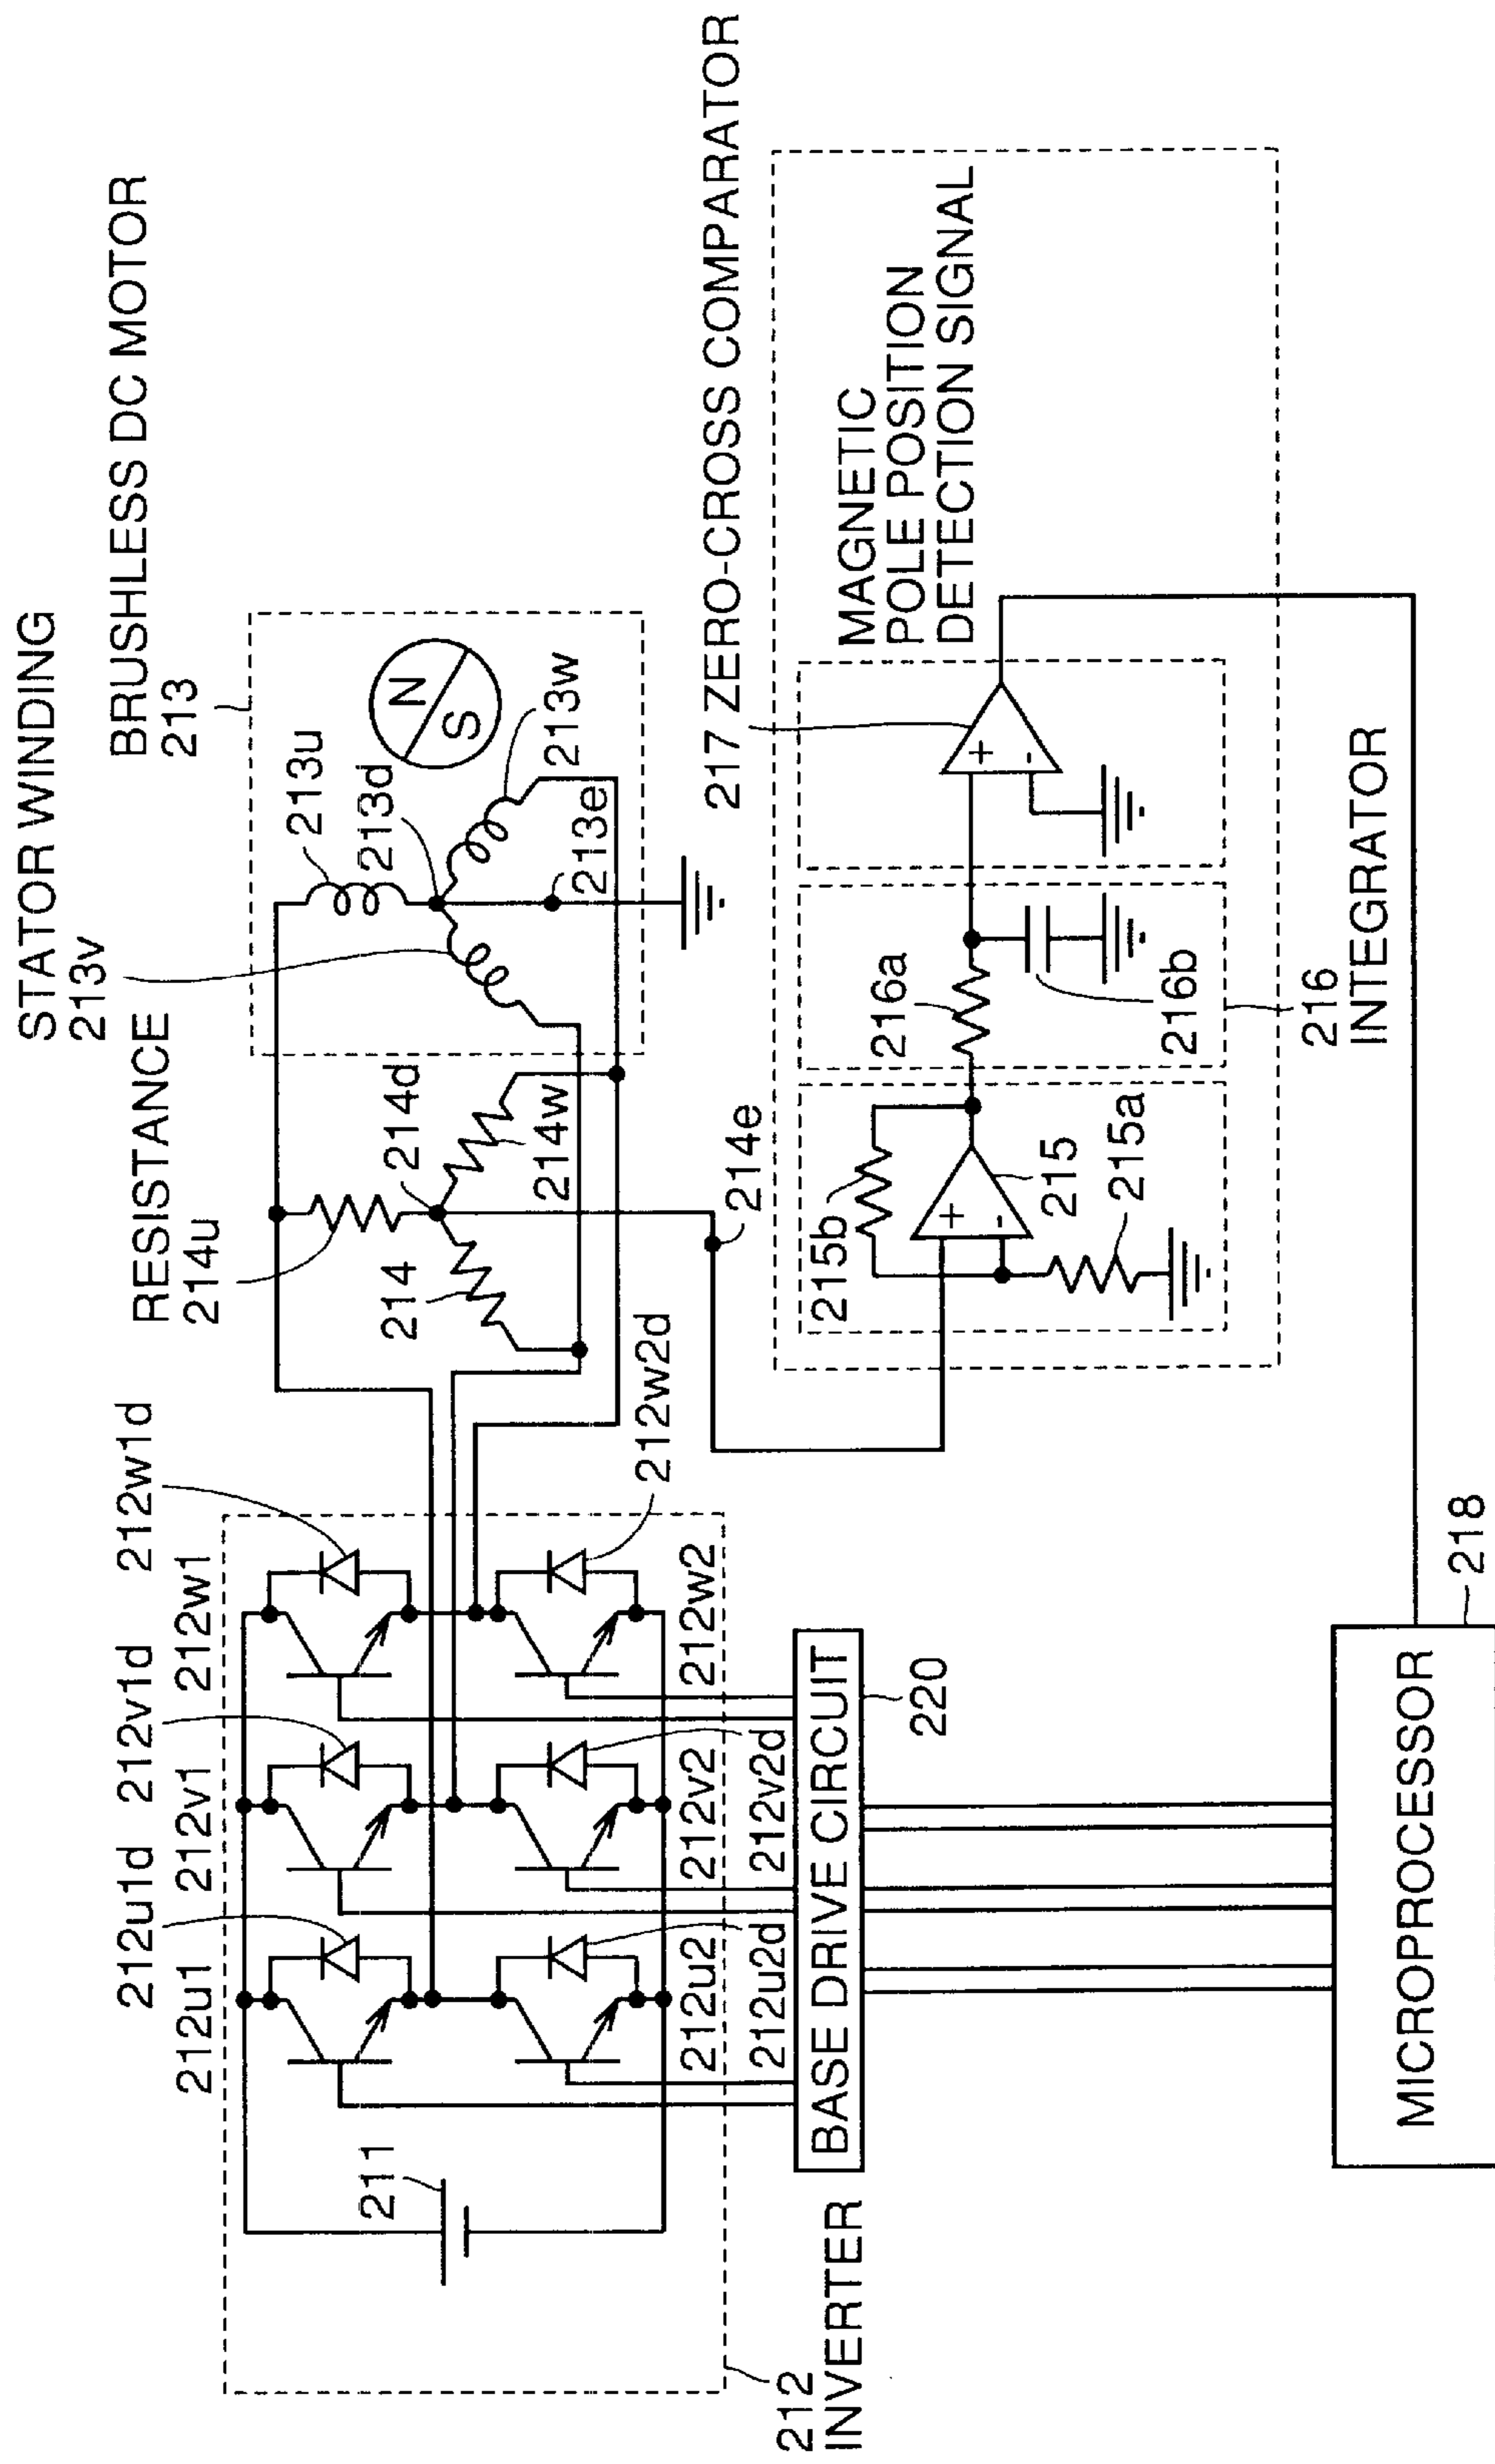 STATOR WINDING
213v
BRUSHLESS DC MOTOR
213
RESISTANCE
214u
212w1d
212v1d
212u1d
212w1
212v1
212u1
213u
213d
N
S
213w
213e
214d
214w
214
211
212w2d
212w2
212v2
212u2
212v2d
212u2d
212
INVERTER
BASE DRIVE CIRCUIT
220
214e
217 ZERO-CROSS COMPARATOR
MAGNETIC
POLE POSITION
DETECTION SIGNAL
215b
+
-
215
215a
216a
216b
+
-
216
INTEGRATOR
MICROPROCESSOR
218